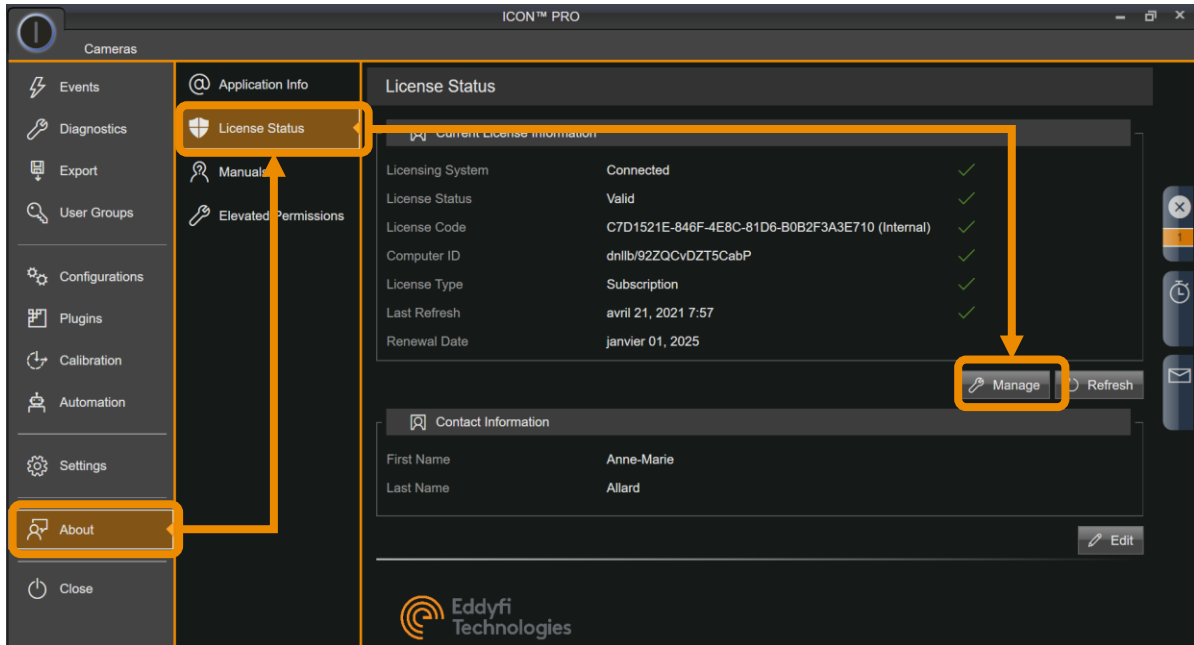 ICON™ PRO
Cameras
Events
Diagnostics
Export
User Groups
Configurations
Plugins
Calibration
Automation
Settings
About
Close
Application Info
License Status
Manuals
Elevated Permissions
License Status
Current License Information
Licensing System Connected
License Status Valid
License Code C7D1521E-846F-4E8C-81D6-B0B2F3A3E710 (Internal)
Computer ID dnllb/92ZQCvDZT5CabP
License Type Subscription
Last Refresh avril 21, 2021 7:57
Renewal Date janvier 01, 2025
Manage Refresh
Contact Information
First Name Anne-Marie
Last Name Allard
Edit
1
Eddyfi
Technologies